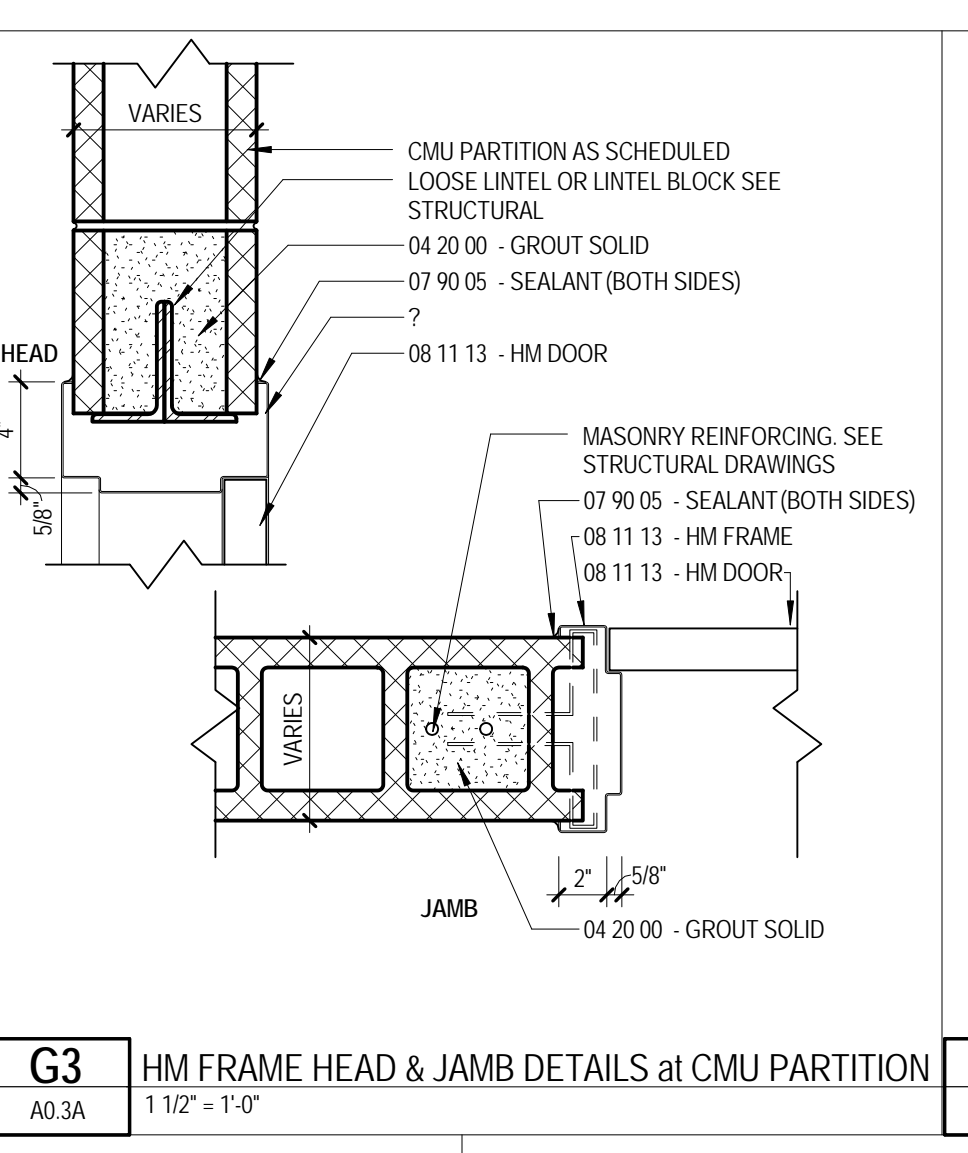 VARIES
CMU PARTITION AS SCHEDULED
LOOSE LINTEL OR LINTEL BLOCK SEE
STRUCTURAL
04 20 00 - GROUT SOLID
07 90 05 - SEALANT (BOTH SIDES)
?
08 11 13 - HM DOOR
HEAD
4"
5/8"
MASONRY REINFORCING. SEE
STRUCTURAL DRAWINGS
07 90 05 - SEALANT (BOTH SIDES)
08 11 13 - HM FRAME
08 11 13 - HM DOOR
VARIES
2"
5/8"
JAMB
04 20 00 - GROUT SOLID
G3
HM FRAME HEAD & JAMB DETAILS at CMU PARTITION
A0.3A
1 1/2" = 1'-0"